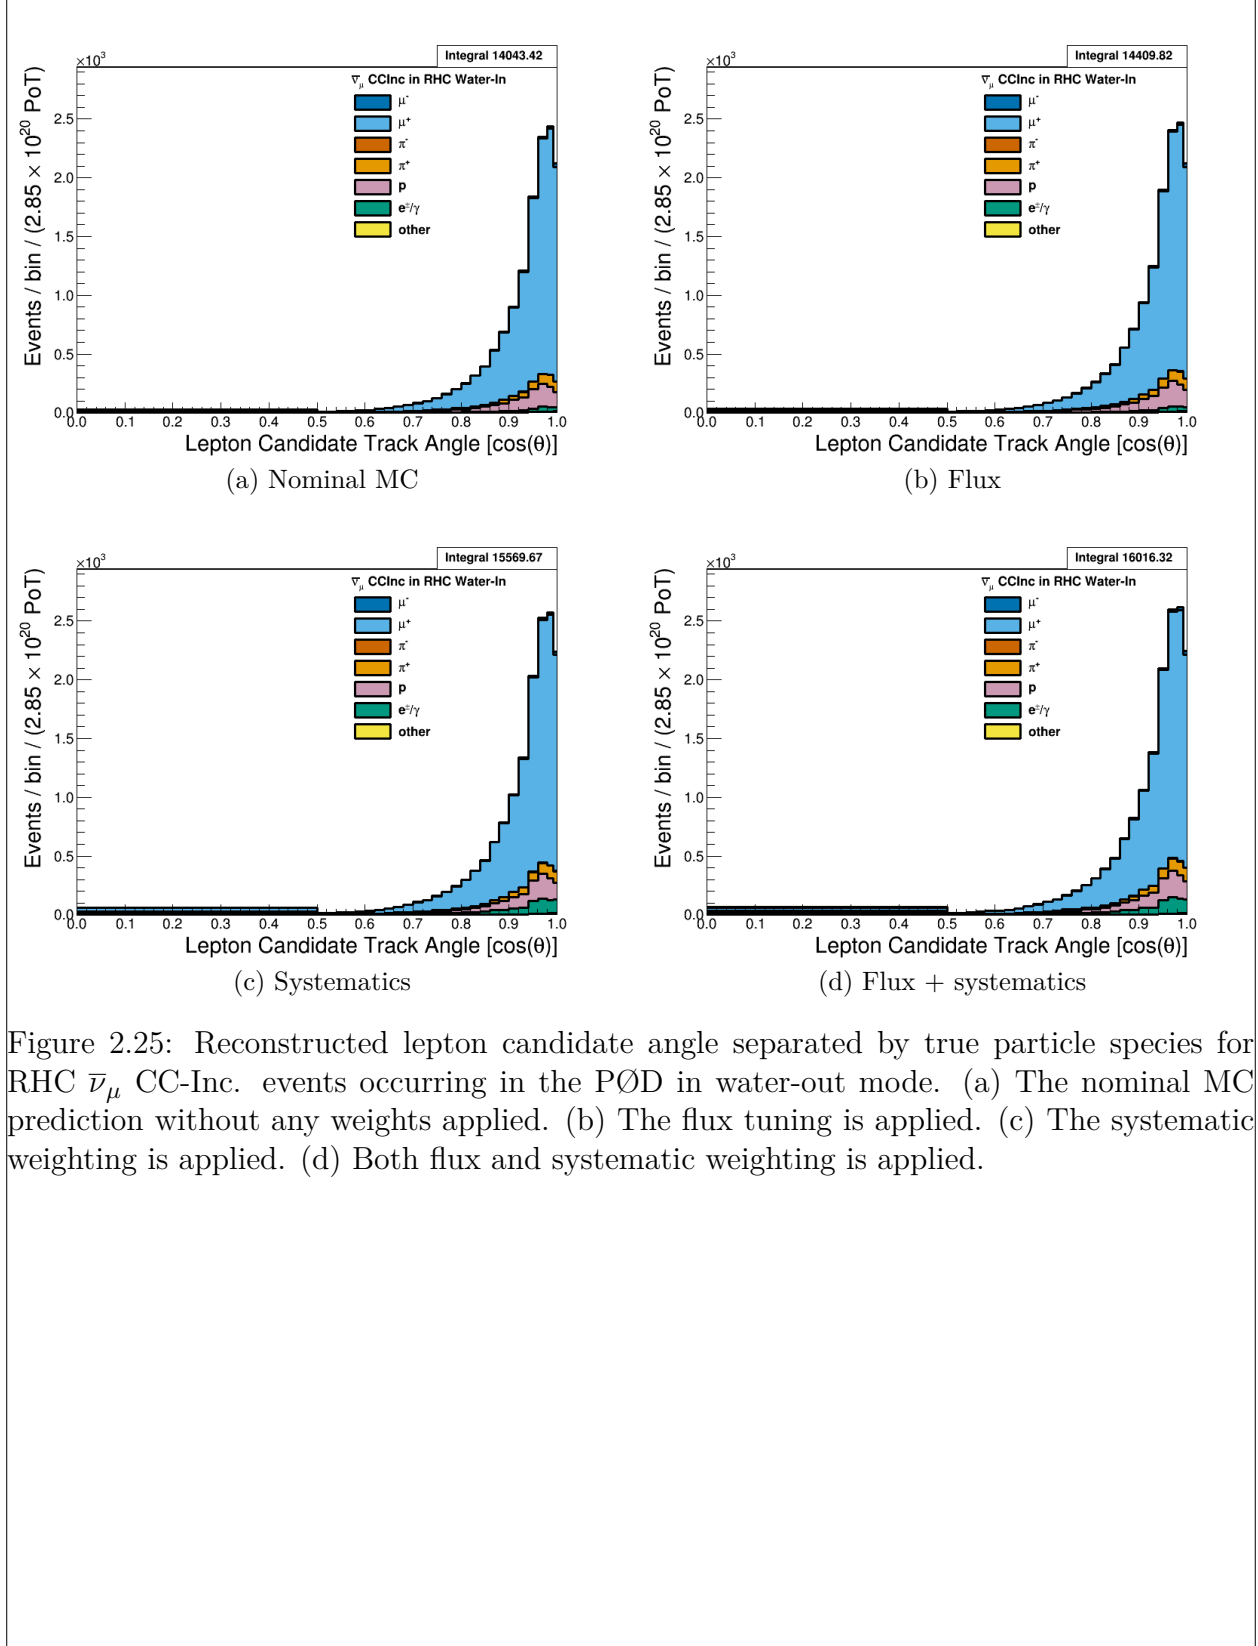 Integral 14043.42
×10³
ν̅μ CCInc in RHC Water-In
μ⁻
μ⁺
π⁻
π⁺
p
e±/γ
other
Events / bin / (2.85 × 10²⁰ PoT)
2.5
2.0
1.5
1.0
0.5
0.0
0.0 0.1 0.2 0.3 0.4 0.5 0.6 0.7 0.8 0.9 1.0
Lepton Candidate Track Angle [cos(θ)]
(a) Nominal MC
Integral 14409.82
×10³
ν̅μ CCInc in RHC Water-In
μ⁻
μ⁺
π⁻
π⁺
p
e±/γ
other
Events / bin / (2.85 × 10²⁰ PoT)
2.5
2.0
1.5
1.0
0.5
0.0
0.0 0.1 0.2 0.3 0.4 0.5 0.6 0.7 0.8 0.9 1.0
Lepton Candidate Track Angle [cos(θ)]
(b) Flux
Integral 15569.67
×10³
ν̅μ CCInc in RHC Water-In
μ⁻
μ⁺
π⁻
π⁺
p
e±/γ
other
Events / bin / (2.85 × 10²⁰ PoT)
2.5
2.0
1.5
1.0
0.5
0.0
0.0 0.1 0.2 0.3 0.4 0.5 0.6 0.7 0.8 0.9 1.0
Lepton Candidate Track Angle [cos(θ)]
(c) Systematics
Integral 16016.32
×10³
ν̅μ CCInc in RHC Water-In
μ⁻
μ⁺
π⁻
π⁺
p
e±/γ
other
Events / bin / (2.85 × 10²⁰ PoT)
2.5
2.0
1.5
1.0
0.5
0.0
0.0 0.1 0.2 0.3 0.4 0.5 0.6 0.7 0.8 0.9 1.0
Lepton Candidate Track Angle [cos(θ)]
(d) Flux + systematics
Figure 2.25: Reconstructed lepton candidate angle separated by true particle species for
RHC ν̅μ CC-Inc. events occurring in the PØD in water-out mode. (a) The nominal MC
prediction without any weights applied. (b) The flux tuning is applied. (c) The systematic
weighting is applied. (d) Both flux and systematic weighting is applied.